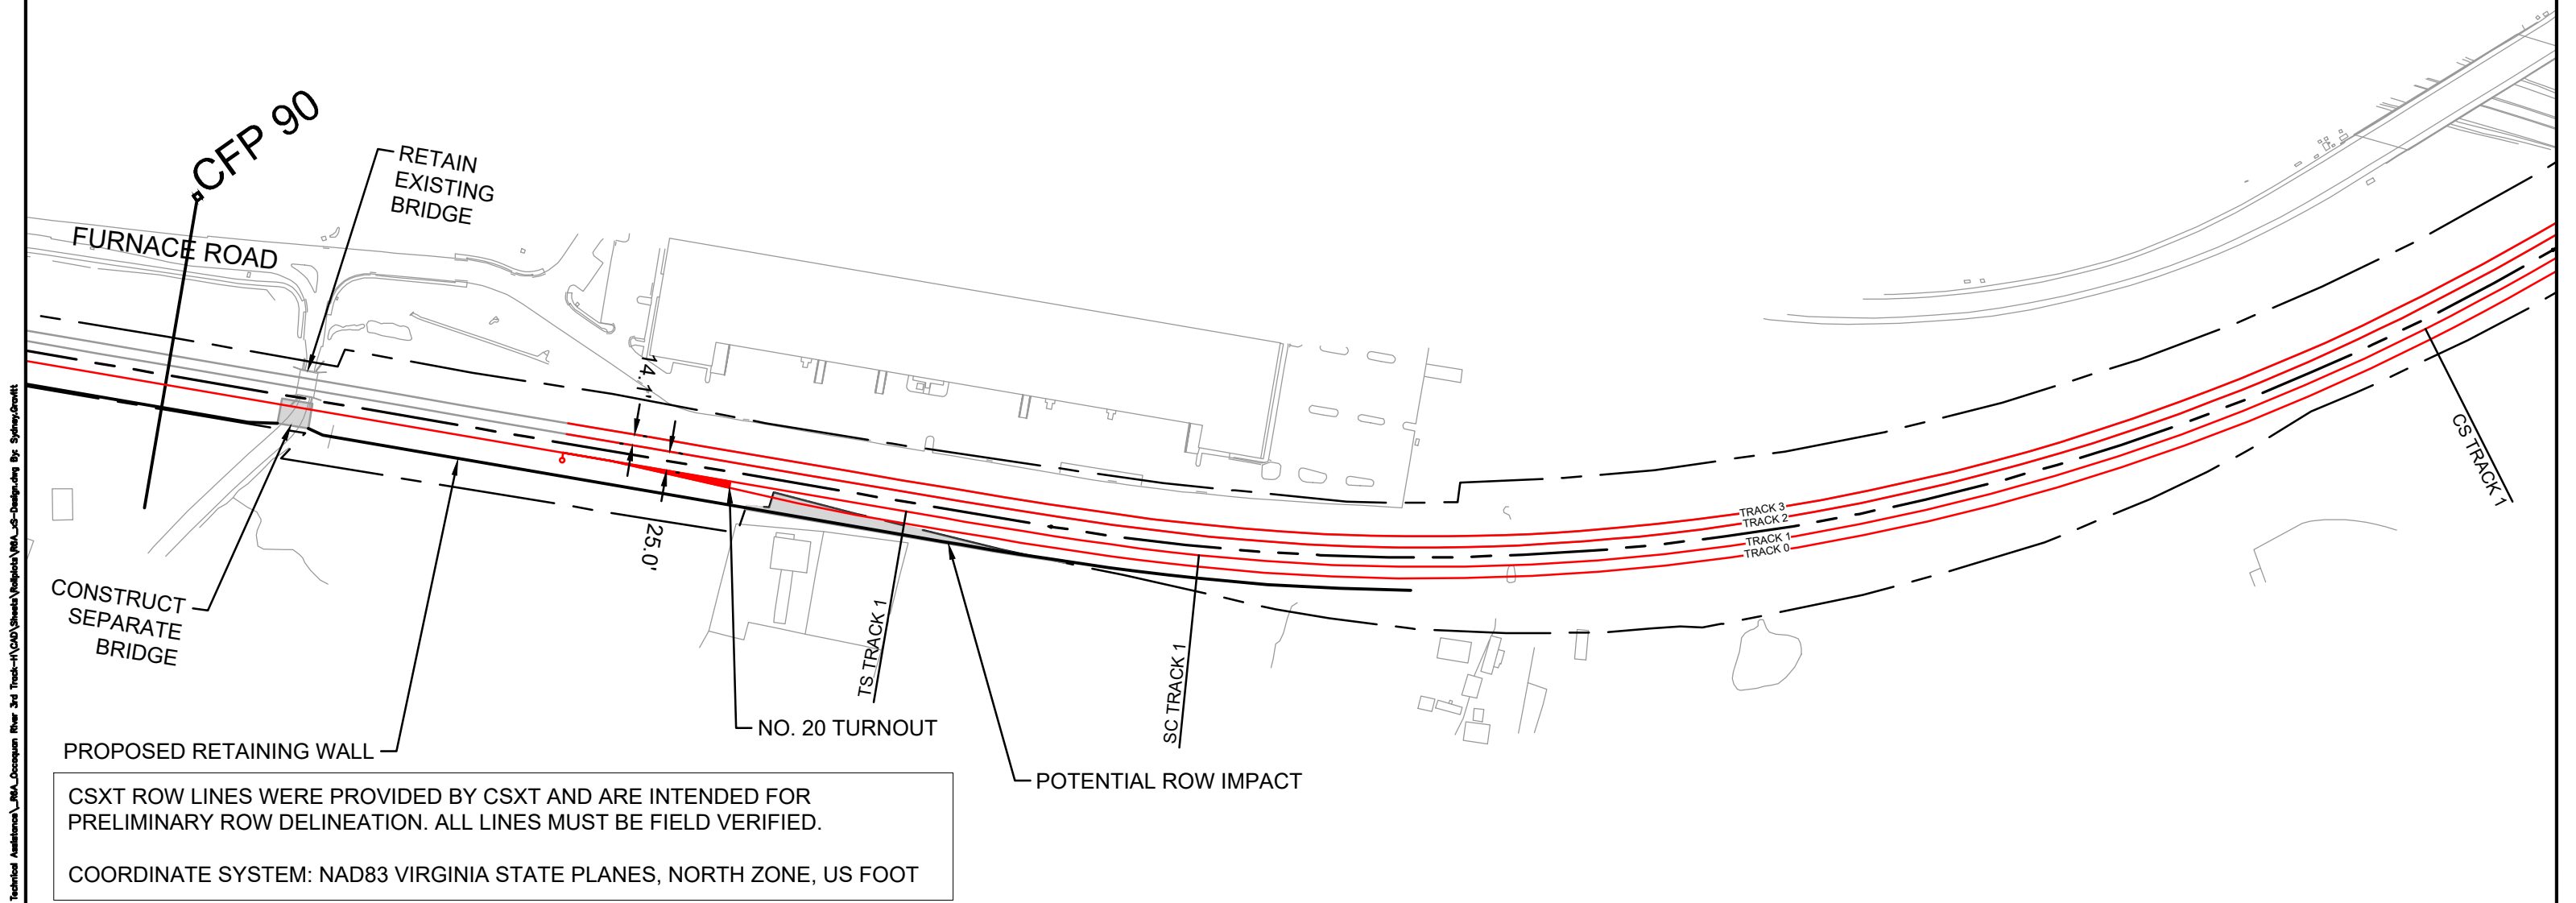 CFP 90
RETAIN
EXISTING
BRIDGE
FURNACE ROAD
14.1'
25.0'
TRACK 3
TRACK 2
TRACK 1
TRACK 0
CS TRACK 1
CONSTRUCT
SEPARATE
BRIDGE
TS TRACK 1
SC TRACK 1
NO. 20 TURNOUT
PROPOSED RETAINING WALL
POTENTIAL ROW IMPACT
CSXT ROW LINES WERE PROVIDED BY CSXT AND ARE INTENDED FOR
PRELIMINARY ROW DELINEATION. ALL LINES MUST BE FIELD VERIFIED.
COORDINATE SYSTEM: NAD83 VIRGINIA STATE PLANES, NORTH ZONE, US FOOT